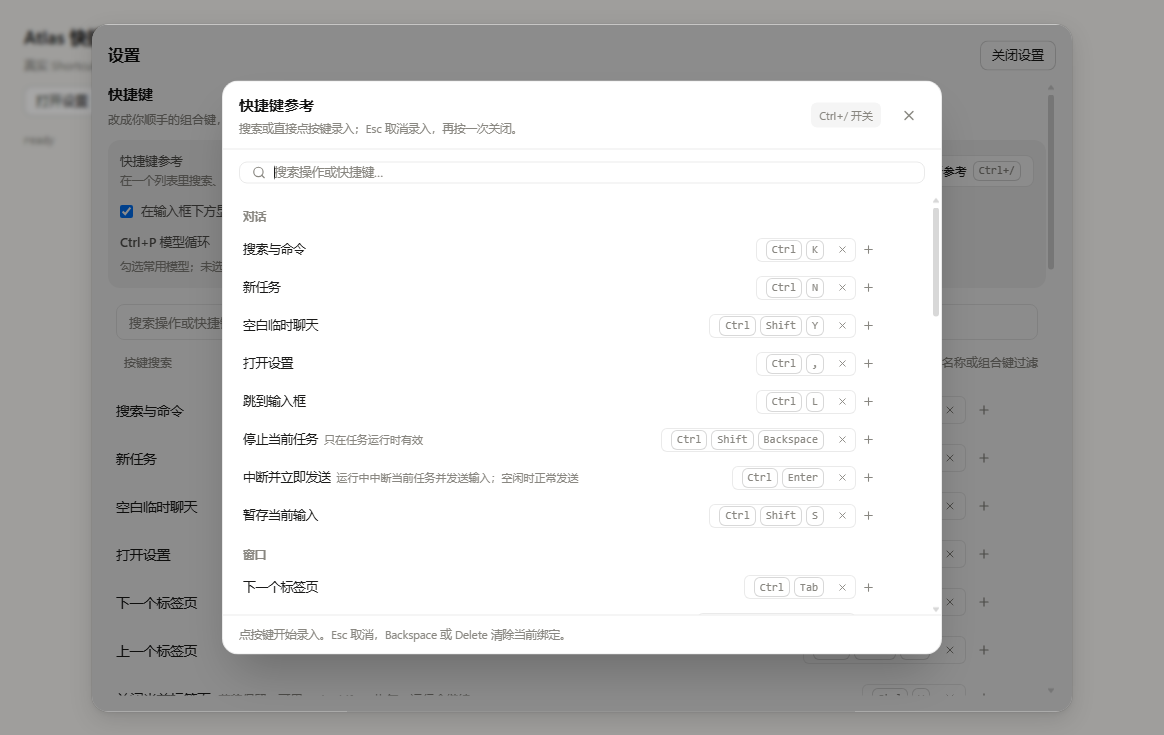 Atlas
打开设置
ready
设置
关闭设置
快捷键
改成你顺手的组合键,
快捷键参考
在一个列表里搜索、
参考 Ctrl+/
在输入框下方
Ctrl+P 模型循环
勾选常用模型；未选
搜索操作或快捷
按键搜索
名称或组合键过滤
搜索与命令
新任务
空白临时聊天
打开设置
下一个标签页
上一个标签页
快捷键参考
搜索或直接点按键录入；Esc 取消录入，再按一次关闭。
Ctrl+/ 开关
搜索操作或快捷键...
对话
搜索与命令 Ctrl K × +
新任务 Ctrl N × +
空白临时聊天 Ctrl Shift Y × +
打开设置 Ctrl , × +
跳到输入框 Ctrl L × +
停止当前任务 只在任务运行时有效 Ctrl Shift Backspace × +
中断并立即发送 运行中中断当前任务并发送输入；空闲时正常发送 Ctrl Enter × +
暂存当前输入 Ctrl Shift S × +
窗口
下一个标签页 Ctrl Tab × +
点按键开始录入。Esc 取消，Backspace 或 Delete 清除当前绑定。